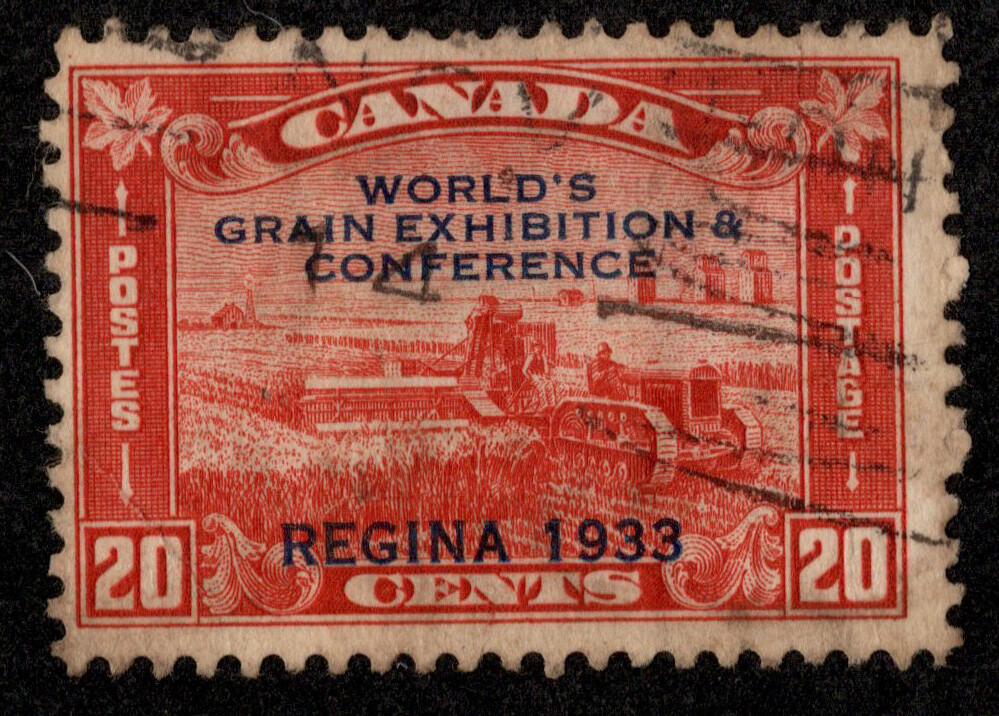 CANADA
WORLD'S
GRAIN EXHIBITION &
CONFERENCE
POSTES
POSTAGE
REGINA 1933
20 CENTS 20